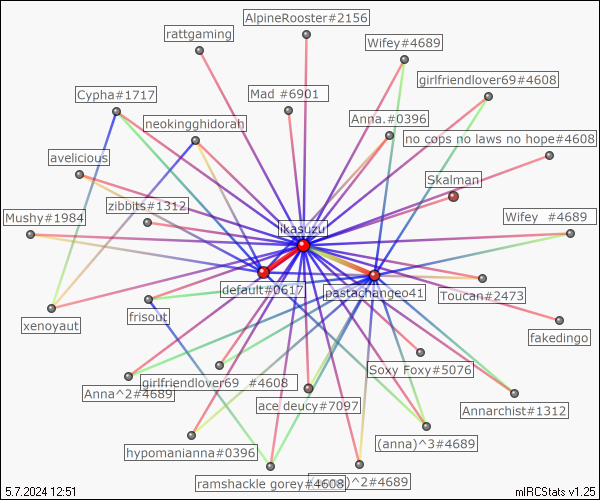 AlpineRooster#2156
rattgaming
Wifey#4689
girlfriendlover69#4608
Cypha#1717
Mad #6901
neokingghidorah
Anna.#0396
no cops no laws no hope#4608
avelicious
Skalman
zibbits#1312
Mushy#1984
ikasuzu
Wifey #4689
default#0617
pastachangeo41
Toucan#2473
frisout
xenoyaut
fakedingo
Soxy Foxy#5076
girlfriendlover69 #4608
Anna^2#4689
ace deucy#7097
Annarchist#1312
(anna)^3#4689
hypomanianna#0396
ramshackle gorey#4608
)^2#4689
5.7.2024 12:51
mIRCStats v1.25